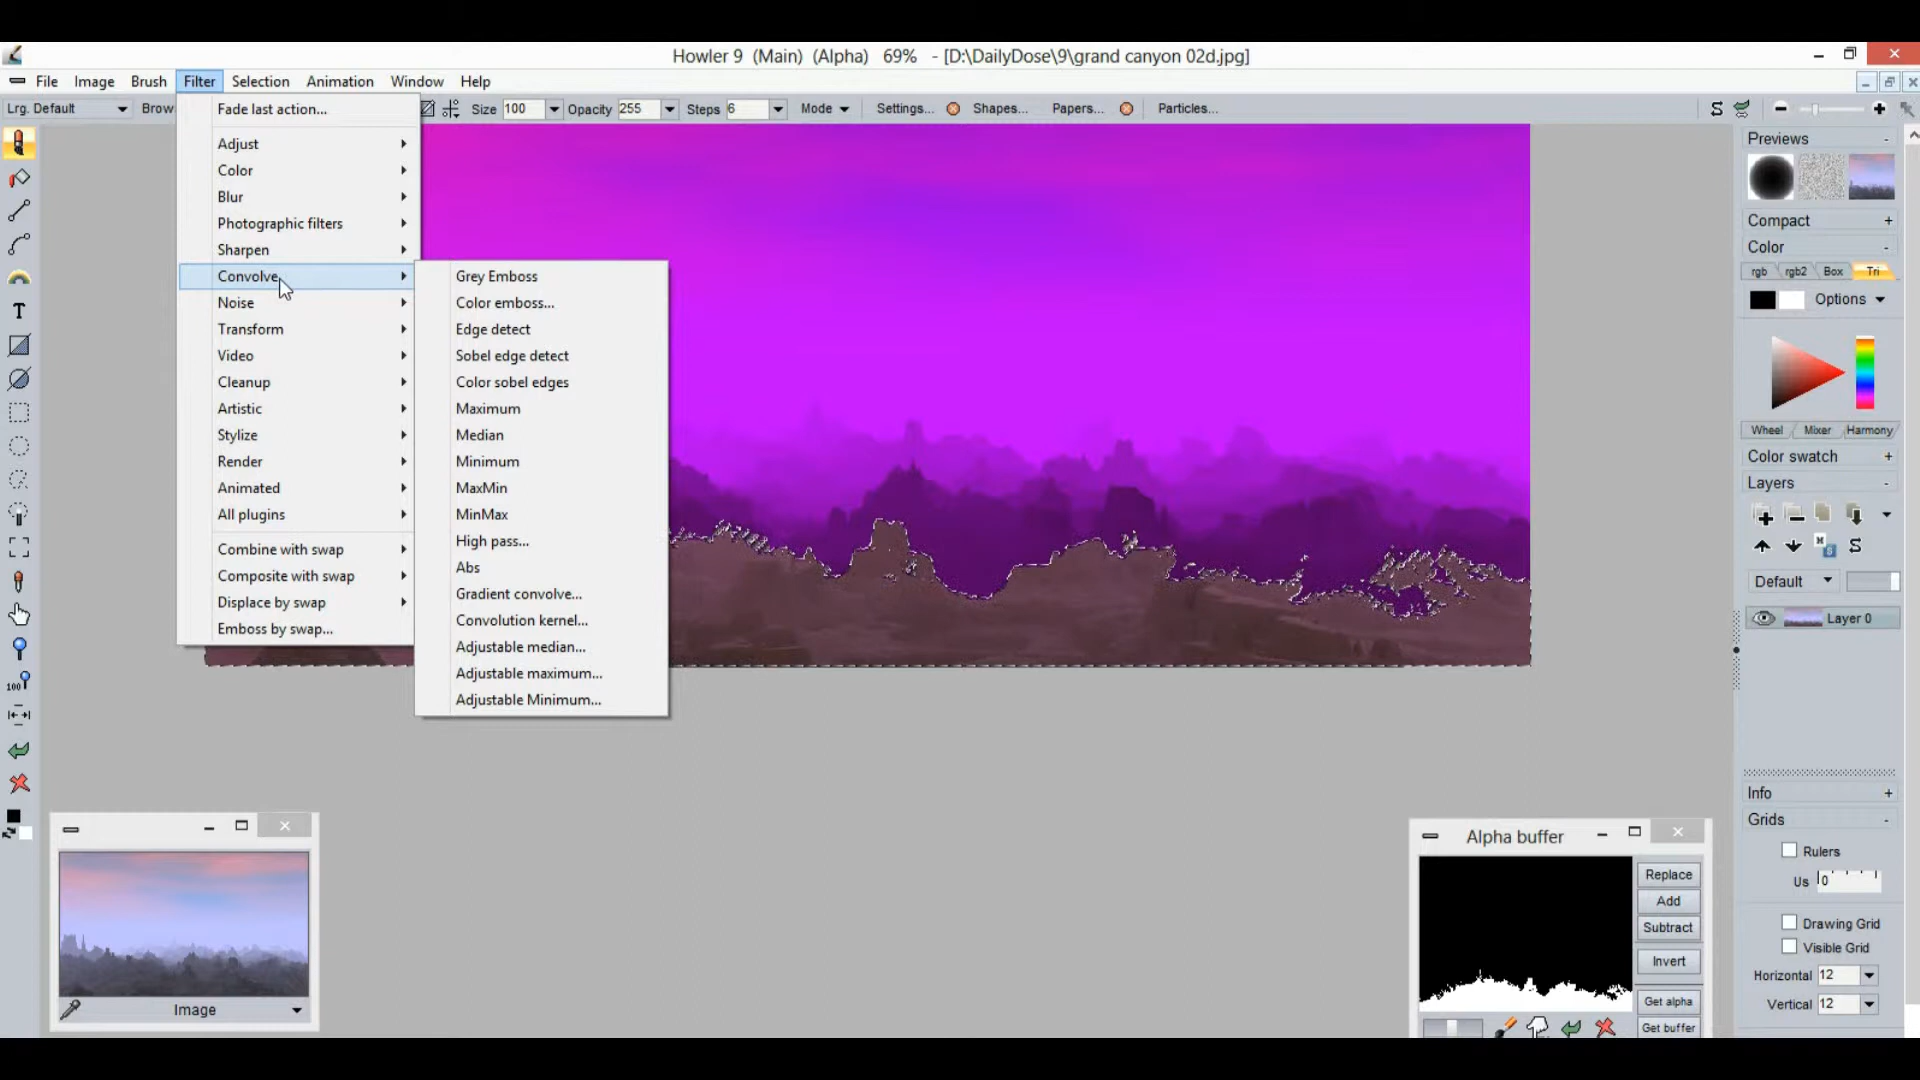 Howler 9 (Main) (Alpha) 69% - [D:\DailyDose\9\grand canyon 02d.jpg]
File Image Brush Filter Selection Animation Window Help
Lrg. Default Brow Size 100 Opacity 255 Steps 6 Mode Settings... Shapes... Papers... Particles...
Fade last action...
Adjust
Color
Blur
Photographic filters
Sharpen
Convolve
Noise
Transform
Video
Cleanup
Artistic
Stylize
Render
Animated
All plugins
Combine with swap
Composite with swap
Displace by swap
Emboss by swap...
Grey Emboss
Color emboss...
Edge detect
Sobel edge detect
Color sobel edges
Maximum
Median
Minimum
MaxMin
MinMax
High pass...
Abs
Gradient convolve...
Convolution kernel...
Adjustable median...
Adjustable maximum...
Adjustable Minimum...
T
100
Image
Alpha buffer
Replace
Add
Subtract
Invert
Get alpha
Get buffer
Previews -
Compact +
Color -
rgb rgb2 Box Tri
Options
Wheel Mixer Harmony
Color swatch +
Layers -
Default
Layer 0
Info +
Grids -
Rulers
Us 0
Drawing Grid
Visible Grid
Horizontal 12
Vertical 12